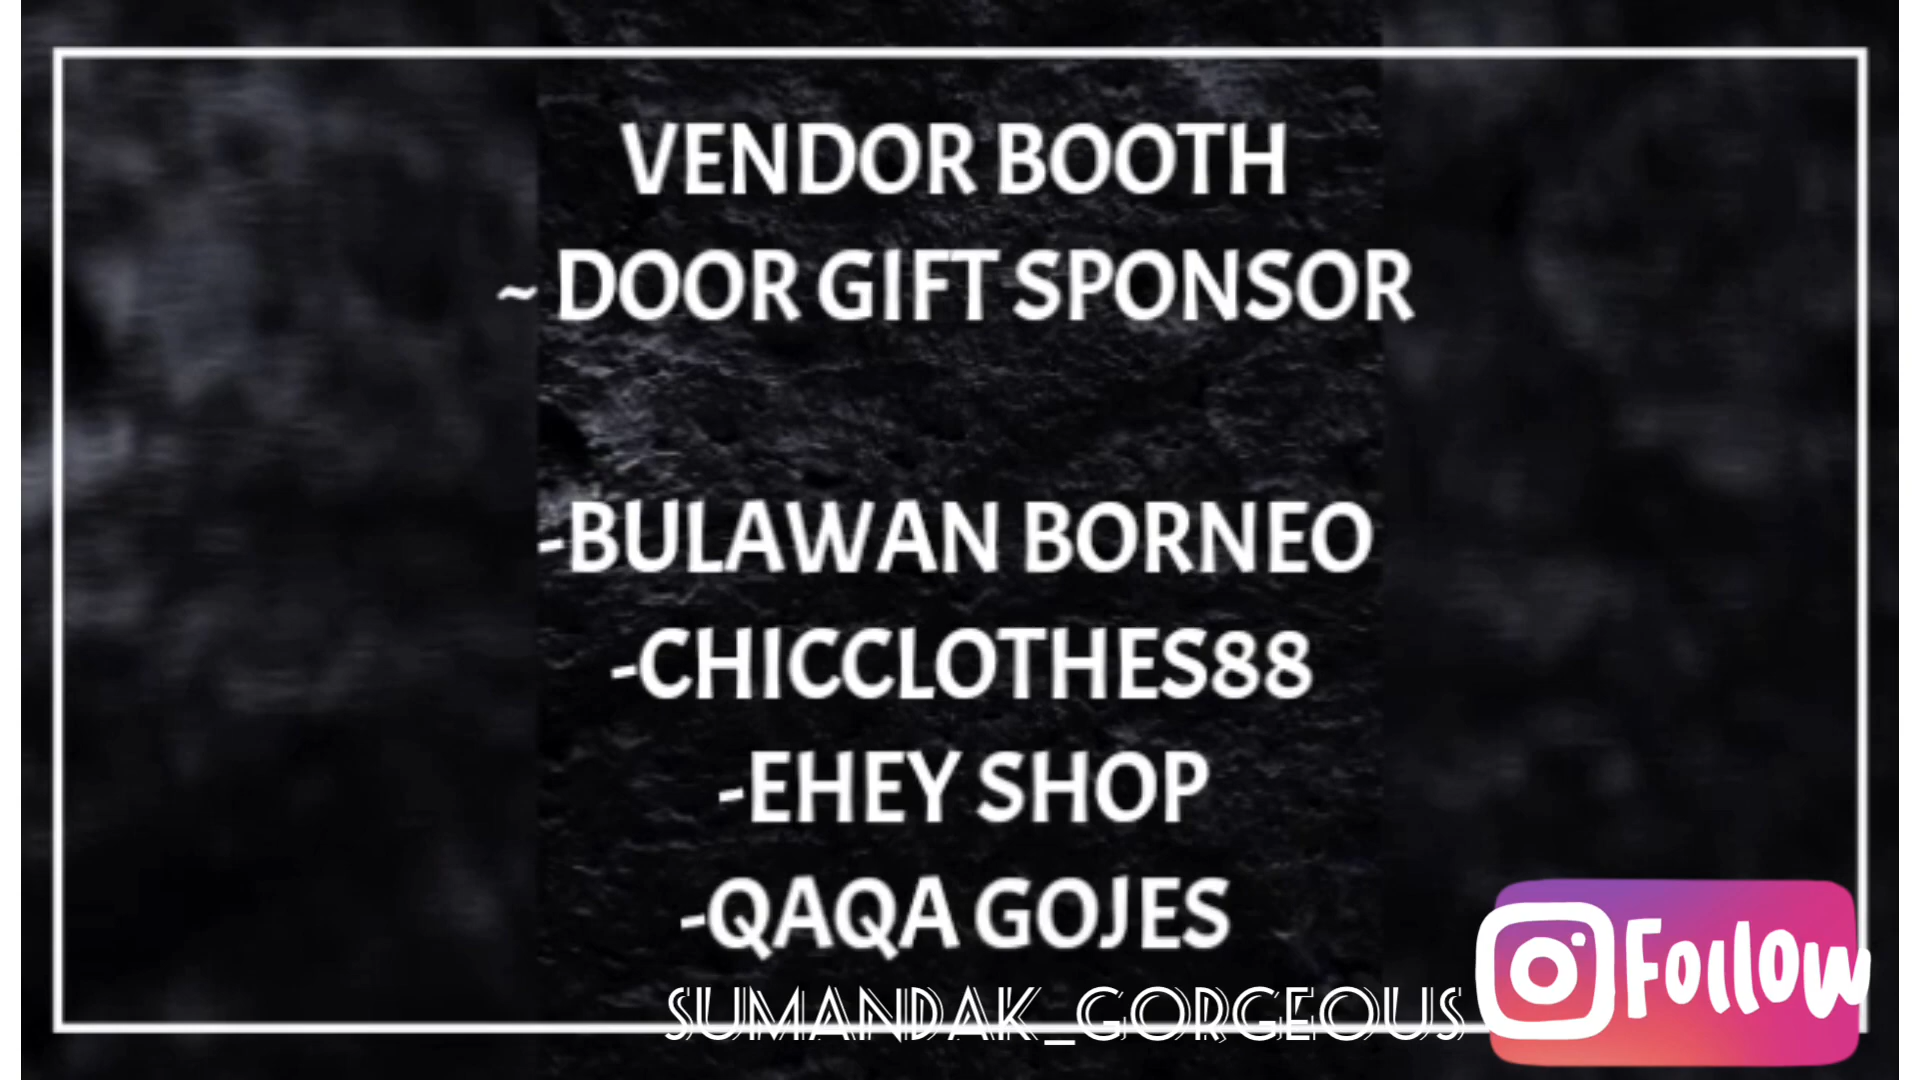 VENDOR BOOTH
~ DOOR GIFT SPONSOR
-BULAWAN BORNEO
-CHICCLOTHES88
-EHEY SHOP
-QAQA GOJES
SUMANDAK_GORGEOUS
Follow